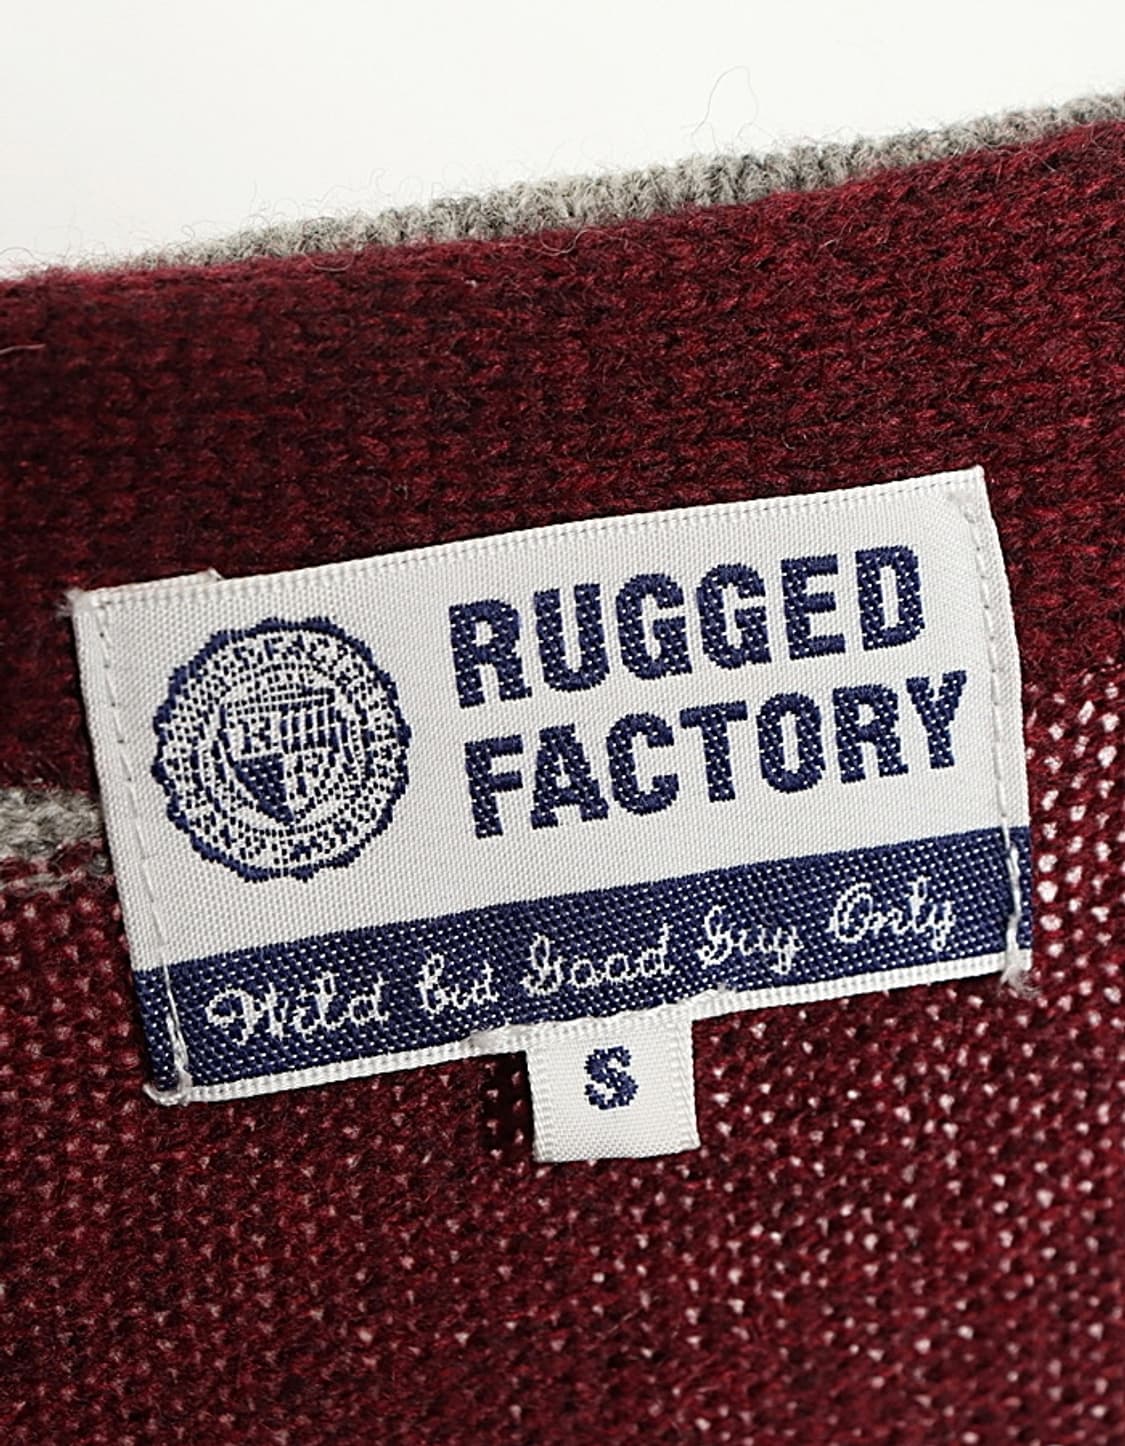 RUGGED
FACTORY
Wild but Good Guy Only
S